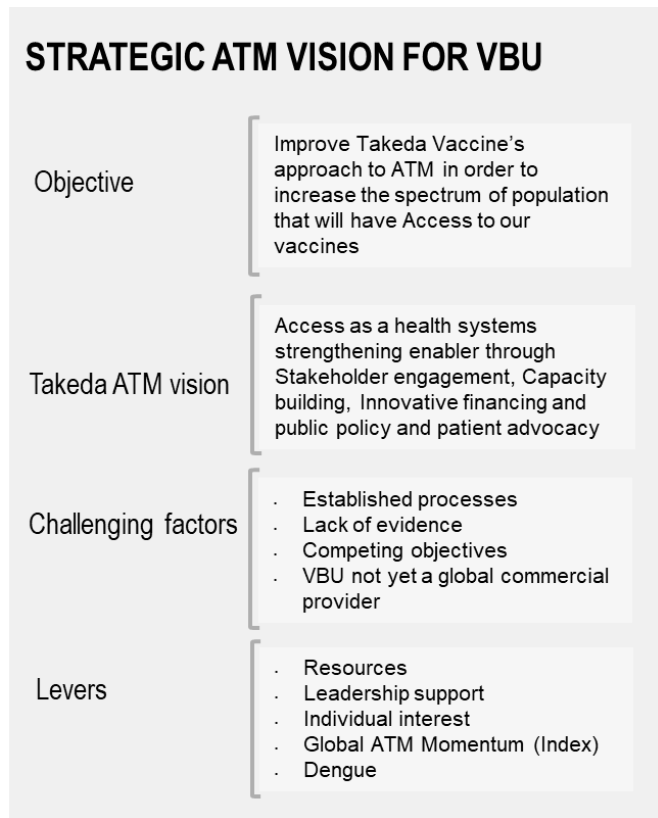 STRATEGIC ATM VISION FOR VBU
Objective
Improve Takeda Vaccine's
approach to ATM in order to
increase the spectrum of population
that will have Access to our
vaccines
Takeda ATM vision
Access as a health systems
strengthening enabler through
Stakeholder engagement, Capacity
building, Innovative financing and
public policy and patient advocacy
Challenging factors
· Established processes
· Lack of evidence
· Competing objectives
· VBU not yet a global commercial
provider
Levers
· Resources
· Leadership support
· Individual interest
· Global ATM Momentum (Index)
· Dengue